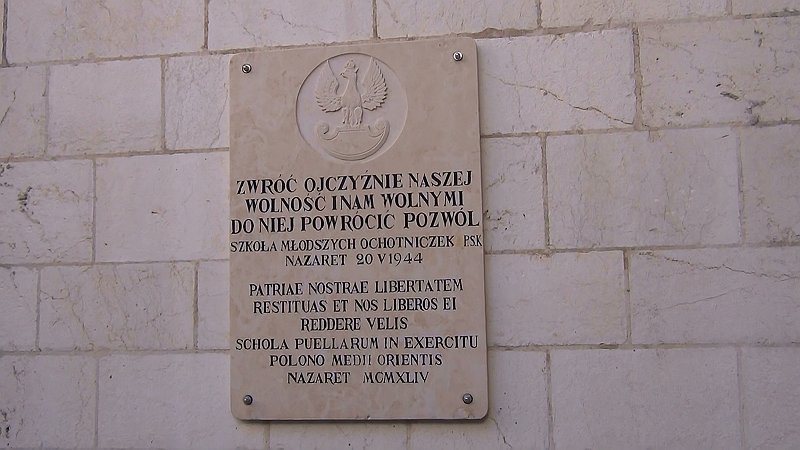 ZWRÓĆ OJCZYŹNIE NASZEJ
WOLNOŚĆ I NAM WOLNYMI
DO NIEJ POWRÓCIĆ POZWÓL
SZKOŁA MŁODSZYCH OCHOTNICZEK PSK
NAZARET 20 V 1944
PATRIAE NOSTRAE LIBERTATEM
RESTITUAS ET NOS LIBEROS EI
REDDERE VELIS
SCHOLA PUELLARUM IN EXERCITU
POLONO MEDII ORIENTIS
NAZARET MCMXLIV